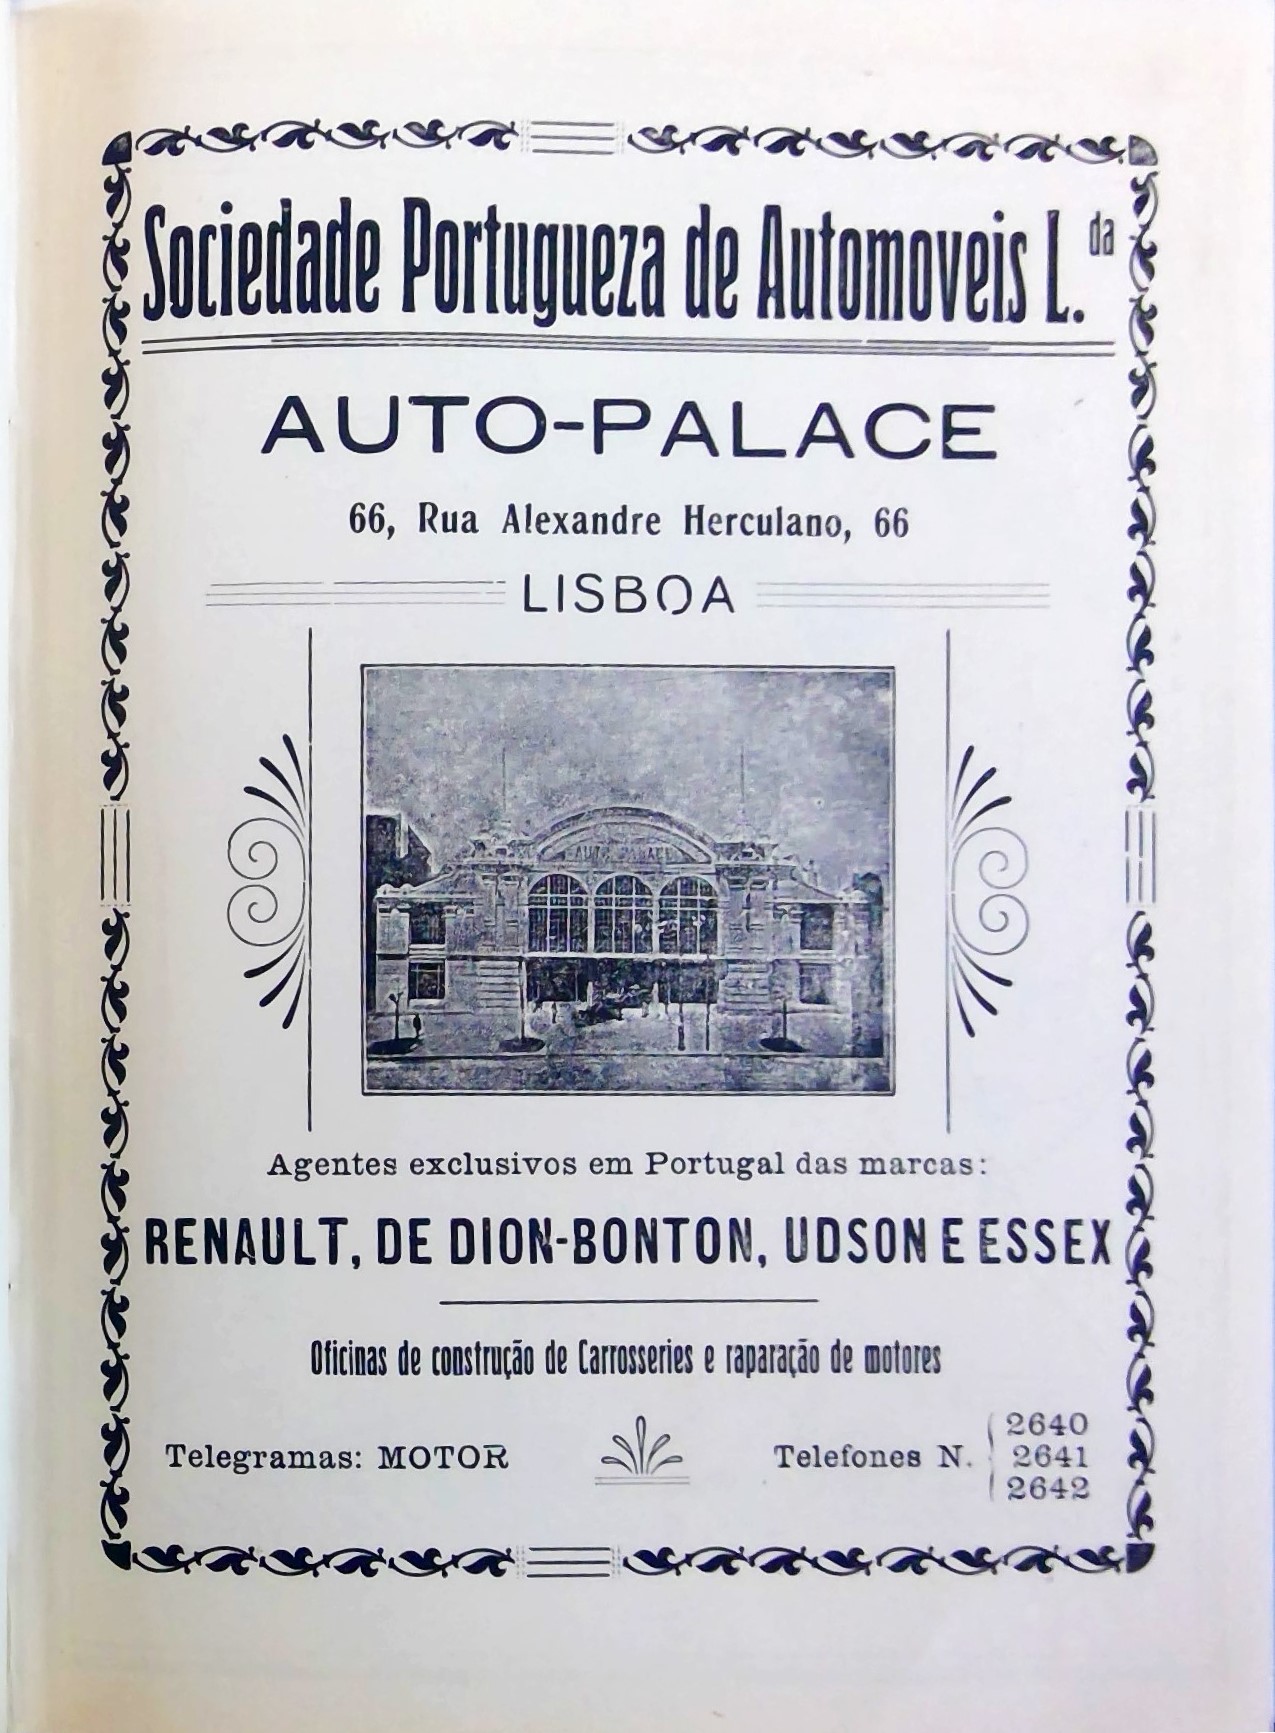 Sociedade Portugueza de Automoveis L.da
AUTO-PALACE
66, Rua Alexandre Herculano, 66
LISBOA
AUTO PALACE
Agentes exclusivos em Portugal das marcas:
RENAULT, DE DION-BONTON, UDSON E ESSEX
Oficinas de construção de Carrosseries e raparação de motores
Telegramas: MOTOR
Telefones N. 2640
2641
2642